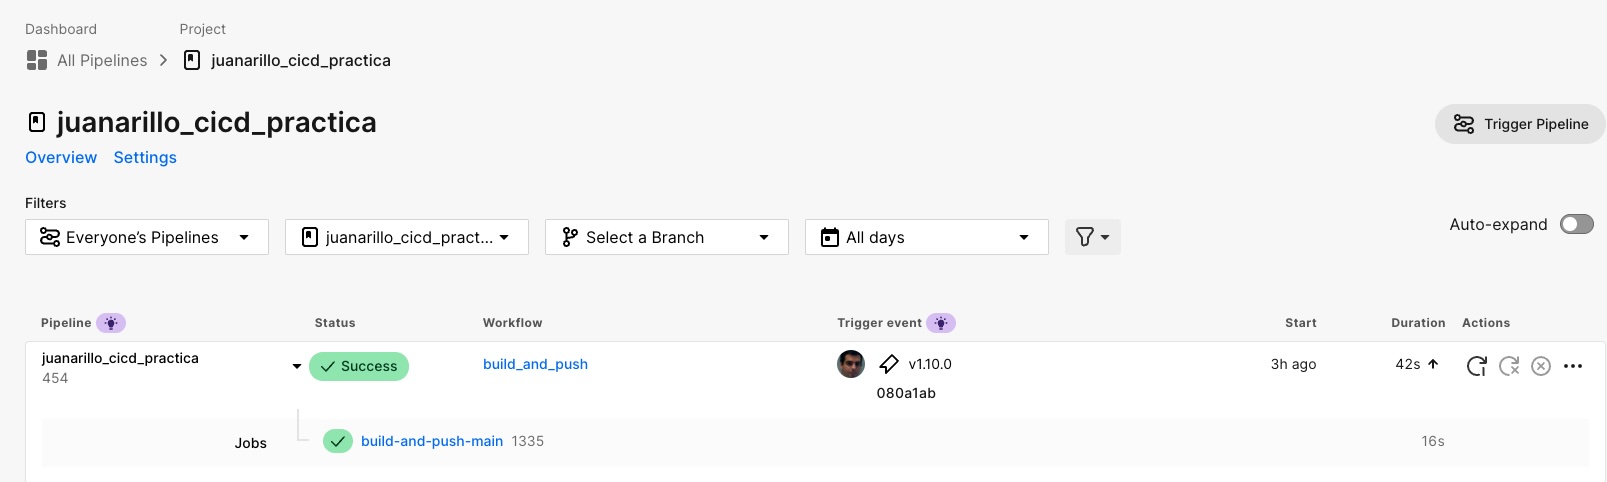 Dashboard Project
All Pipelines juanarillo_cicd_practica
juanarillo_cicd_practica
Trigger Pipeline
Overview Settings
Filters
Everyone's Pipelines juanarillo_cicd_pract... Select a Branch All days
Auto-expand
Pipeline Status Workflow Trigger event Start Duration Actions
juanarillo_cicd_practica Success build_and_push v1.10.0 3h ago 42s
454
080a1ab
Jobs build-and-push-main 1335 16s